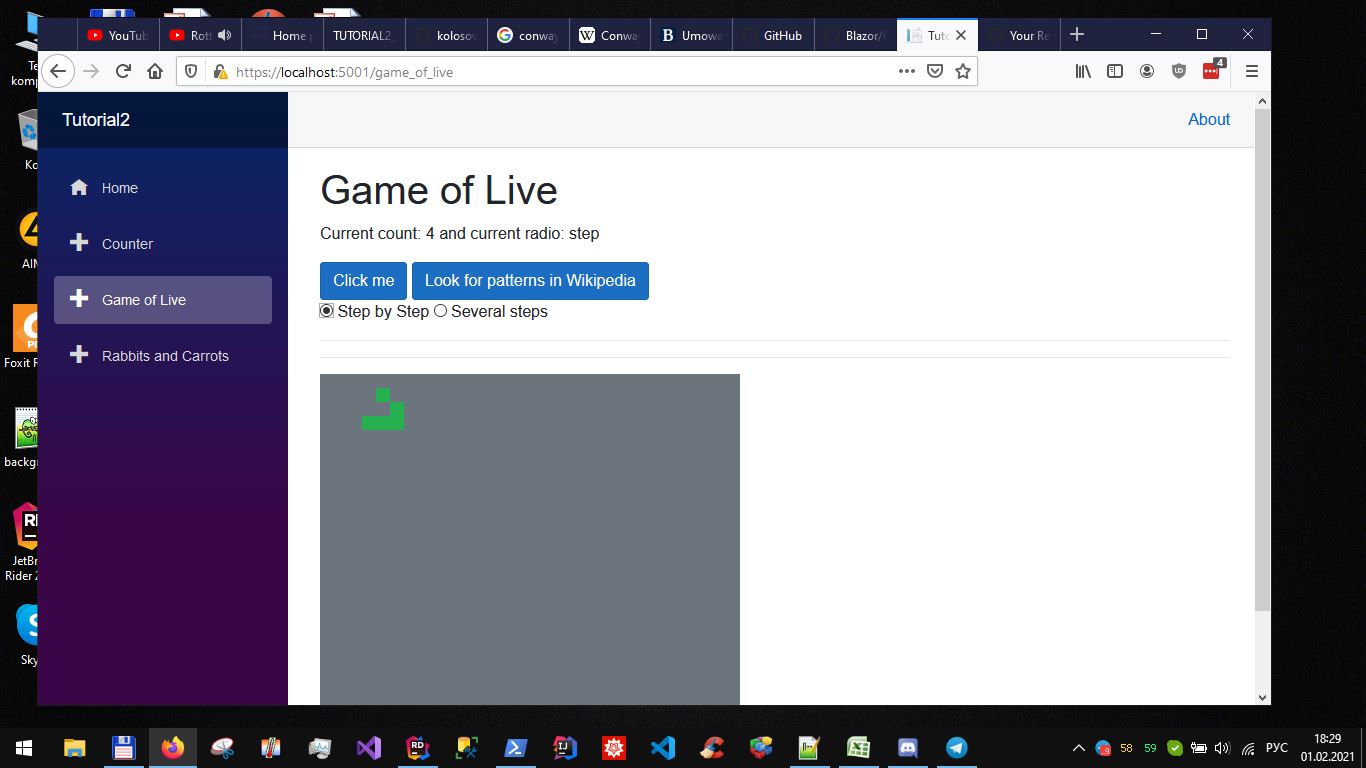 YouTub
Rott
Home p
TUTORIAL2_
kolosov
conway
Conwa
Umowa
GitHub
Blazor/
Tuto
Your Re
https://localhost:5001/game_of_live
4
Tutorial2
About
Home
Counter
Game of Live
Rabbits and Carrots
Game of Live
Current count: 4 and current radio: step
Click me
Look for patterns in Wikipedia
Step by Step
Several steps
Te
komp
Ko
AIM
Foxit R
backgr
JetBr
Rider 2
Sky
58
59
РУС
18:29
01.02.2021